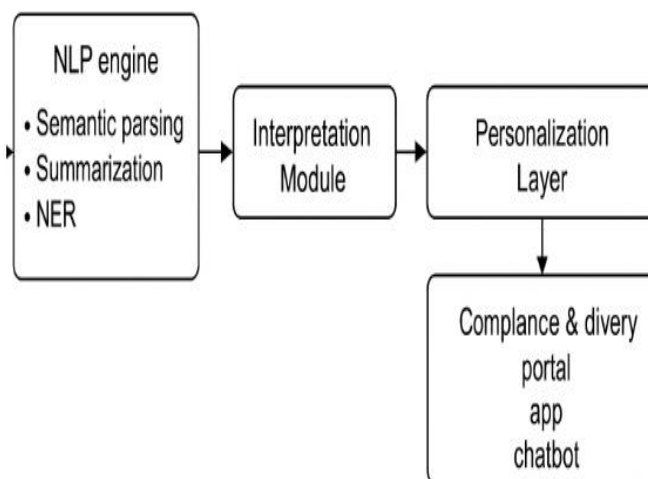 NLP engine
• Semantic parsing
• Summarization
• NER
Interpretation
Module
Personalization
Layer
Complance & divery
portal
app
chatbot